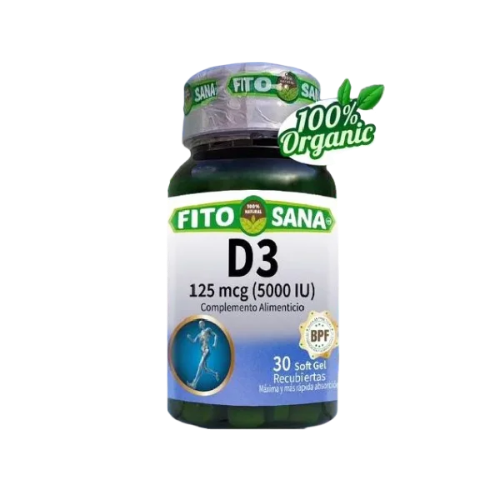 FITO SANA
100%
Organic
FITO 100% NATURAL SANA
D3
125 mcg (5000 IU)
Complemento Alimenticio
BPF
30 Soft Gel
Recubiertas
Máxima y más rápida absorción